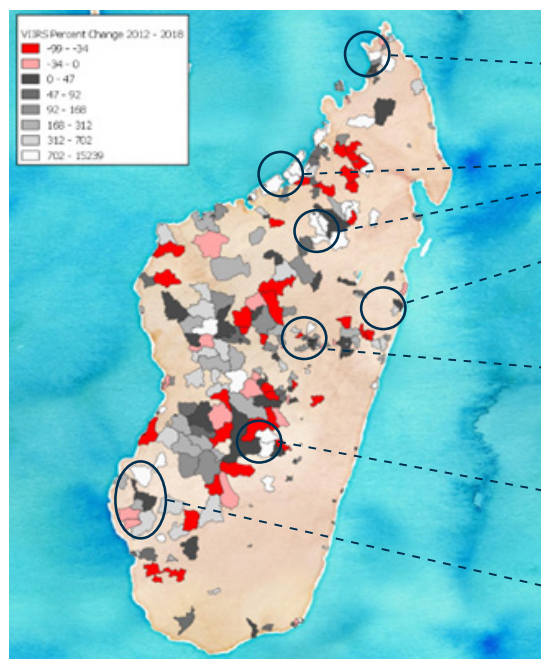 VIIRS Percent Change 2012 - 2018
-99 - -34
-34 - 0
0 - 47
47 - 92
92 - 168
168 - 312
312 - 702
702 - 15239